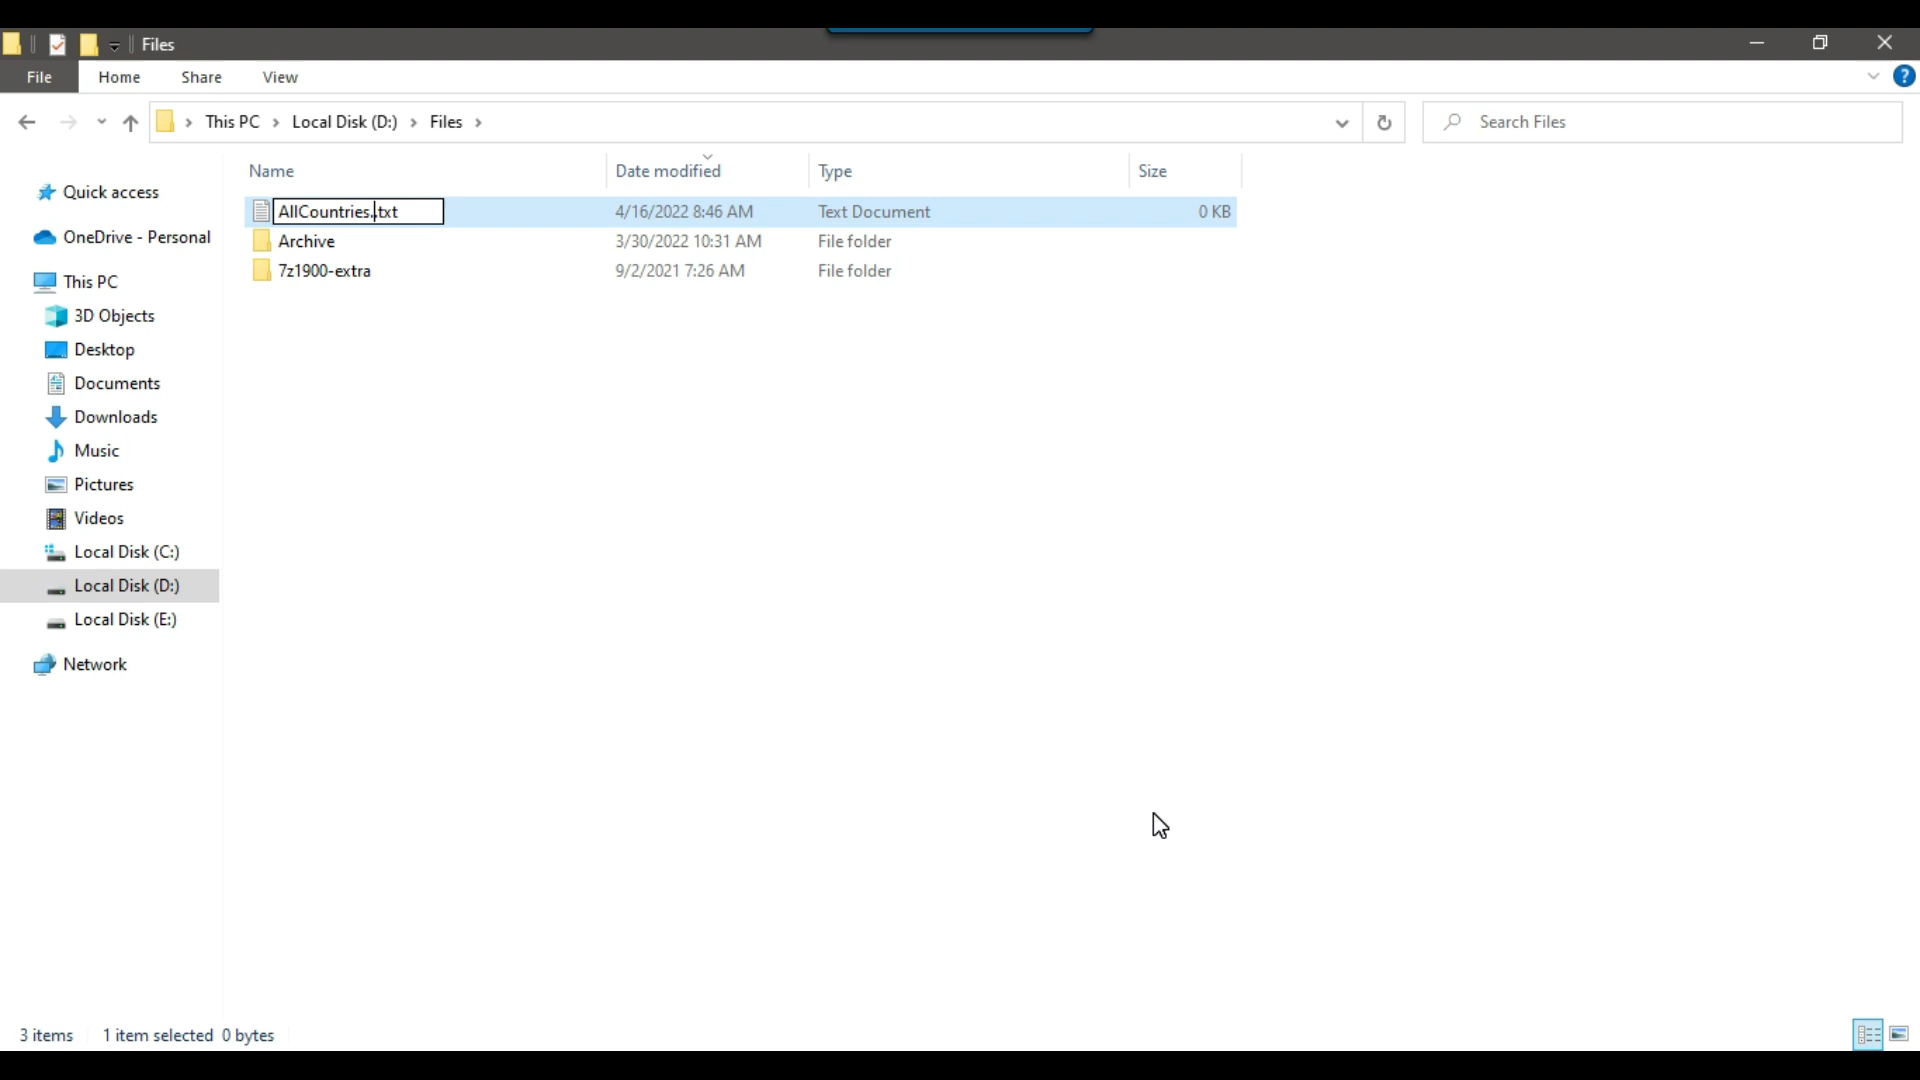 Files
File Home Share View ?
This PC Local Disk (D:) Files Search Files
Name Date modified Type Size
AllCountries..txt 4/16/2022 8:46 AM Text Document 0 KB
Archive 3/30/2022 10:31 AM File folder
7z1900-extra 9/2/2021 7:26 AM File folder
Quick access
OneDrive - Personal
This PC
3D Objects
Desktop
Documents
Downloads
Music
Pictures
Videos
Local Disk (C:)
Local Disk (D:)
Local Disk (E:)
Network
3 items 1 item selected 0 bytes